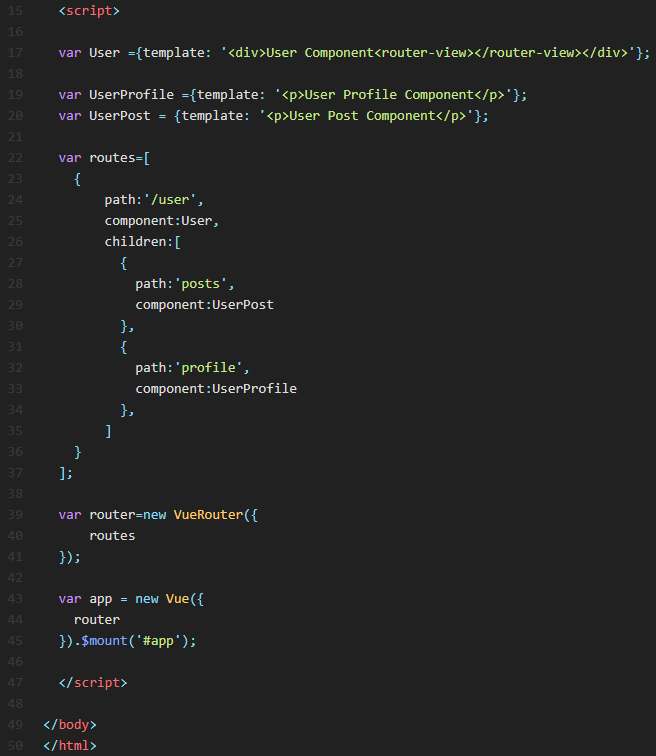 15 <script>
16
17 var User ={template: '<div>User Component<router-view></router-view></div>'};
18
19 var UserProfile ={template: '<p>User Profile Component</p>'};
20 var UserPost = {template: '<p>User Post Component</p>'};
21
22 var routes=[
23 {
24 path:'/user',
25 component:User,
26 children:[
27 {
28 path:'posts',
29 component:UserPost
30 },
31 {
32 path:'profile',
33 component:UserProfile
34 },
35 ]
36 }
37 ];
38
39 var router=new VueRouter({
40 routes
41 });
42
43 var app = new Vue({
44 router
45 }).$mount('#app');
46
47 </script>
48
49 </body>
50 </html>